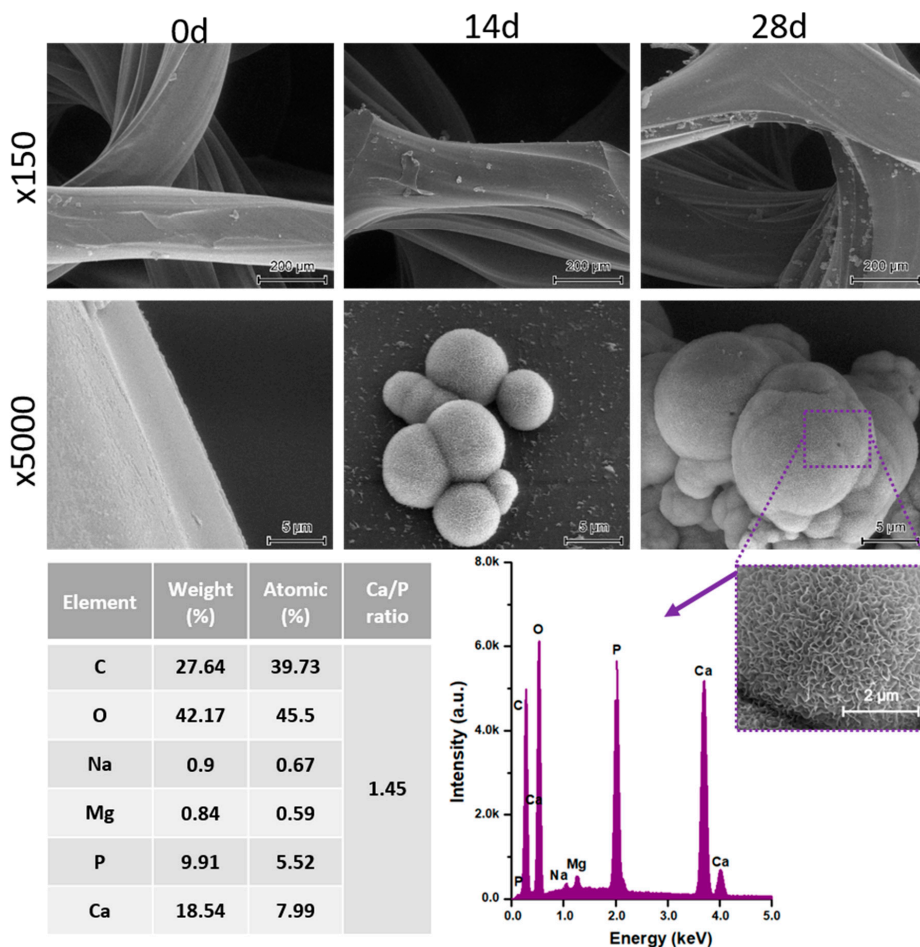 0d 14d 28d
x150
200 µm 200 µm 200 µm
x5000
5 µm 5 µm 5 µm
Element Weight (%) Atomic (%) Ca/P ratio
C 27.64 39.73
O 42.17 45.5
Na 0.9 0.67
1.45
Mg 0.84 0.59
P 9.91 5.52
Ca 18.54 7.99
8.0k
6.0k
4.0k
2.0k
0.0
Intensity (a.u.)
O
P
Ca
C
Ca
P
Na
Mg
Ca
0.0 1.0 2.0 3.0 4.0 5.0
Energy (keV)
2 µm